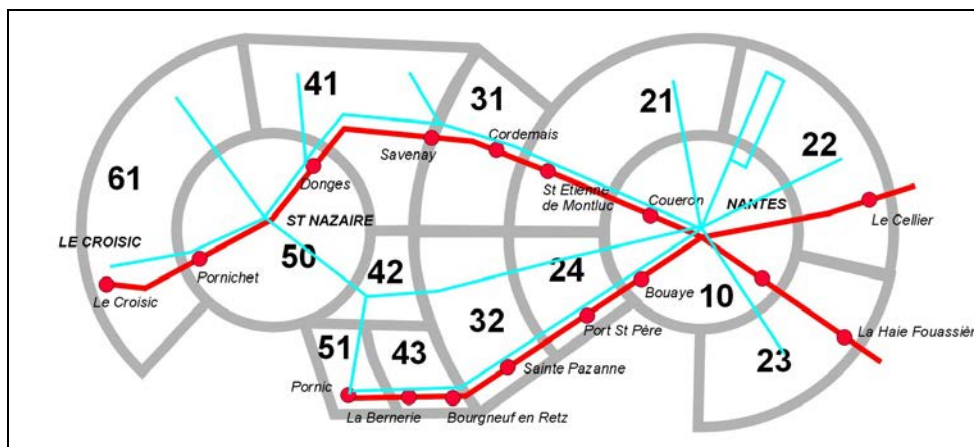 41
31
21
22
61
Cordemais
Savenay
Donges
St Etienne
de Montluc
Coueron
NANTES
Le Cellier
ST NAZAIRE
LE CROISIC
50
Pornichet
Le Croisic
42
24
Bouaye
10
32
Port St Père
La Haie Fouassièr
51
43
23
Sainte Pazanne
Pornic
La Bernerie
Bourgneuf en Retz